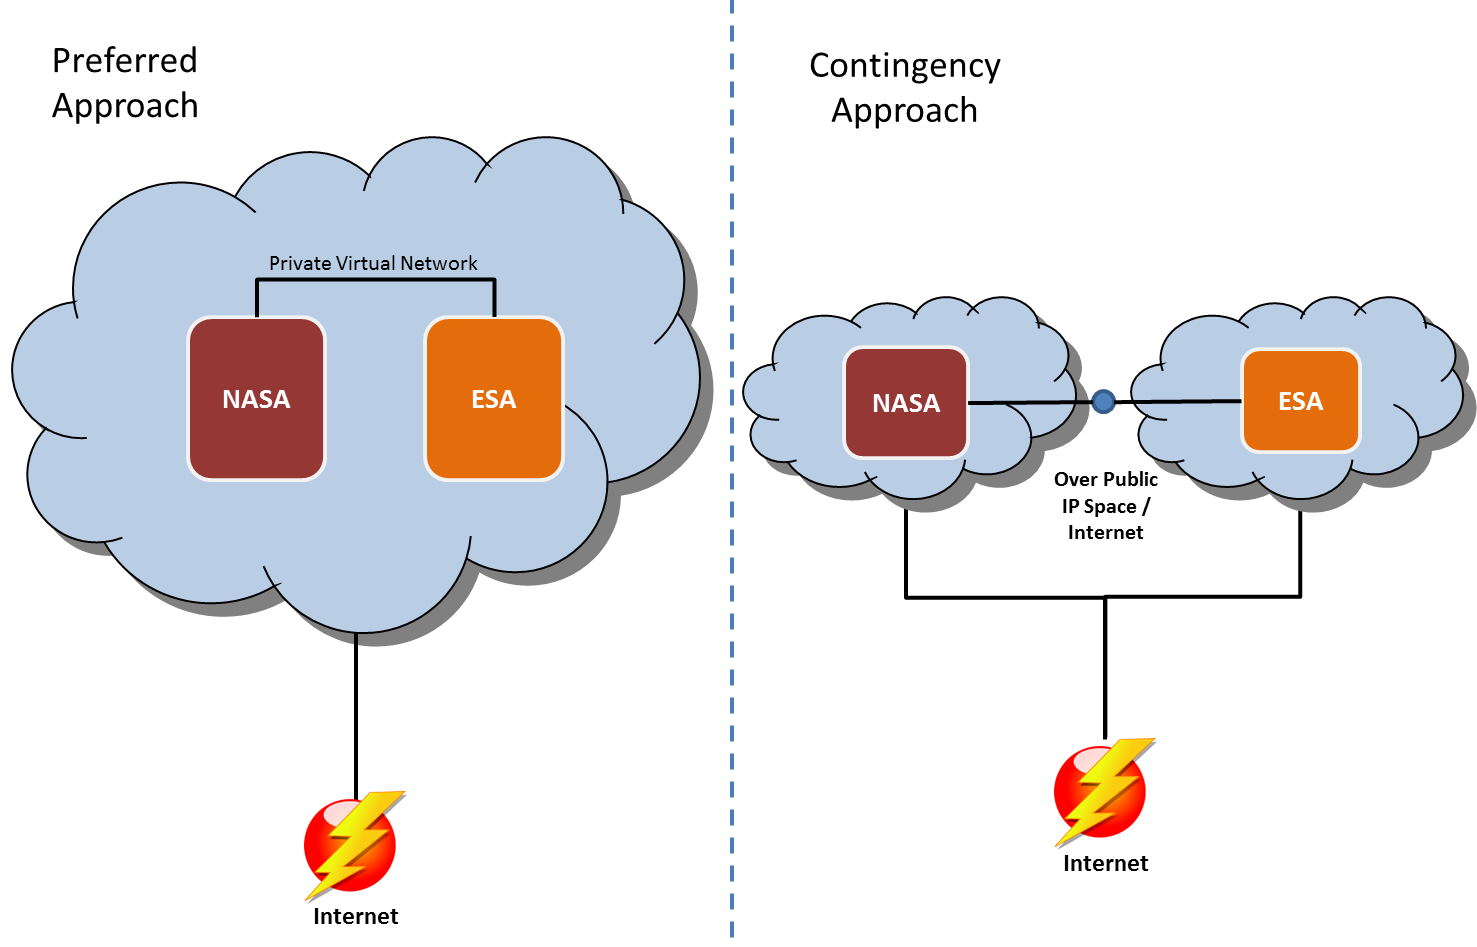 Preferred
Approach
Private Virtual Network
NASA
ESA
Internet
Contingency
Approach
NASA
ESA
Over Public
IP Space /
Internet
Internet